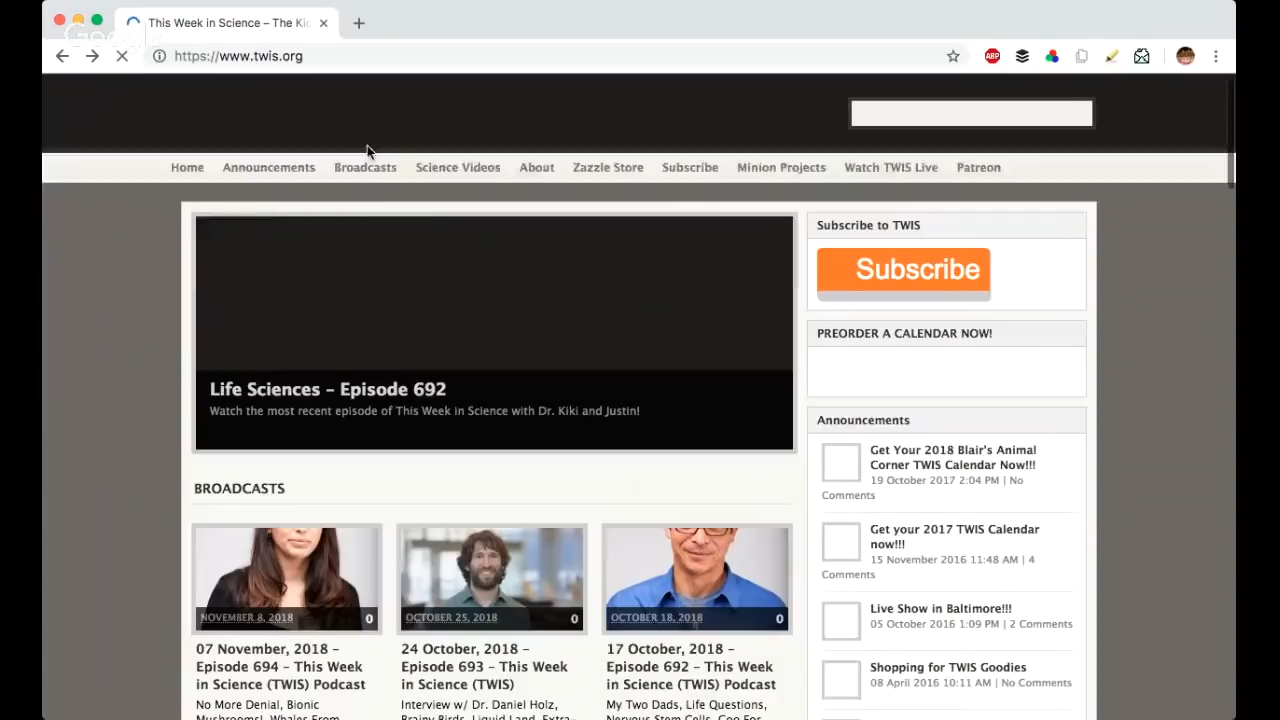 This Week in Science – The Kic
Google
https://www.twis.org
ABP
Home Announcements Broadcasts Science Videos About Zazzle Store Subscribe Minion Projects Watch TWIS Live Patreon
Life Sciences – Episode 692
Watch the most recent episode of This Week in Science with Dr. Kiki and Justin!
BROADCASTS
NOVEMBER 8, 2018 0
07 November, 2018 –
Episode 694 – This Week
in Science (TWIS) Podcast
No More Denial, Bionic
Mushrooms!, Whales From
OCTOBER 25, 2018 0
24 October, 2018 –
Episode 693 – This Week
in Science (TWIS)
Interview w/ Dr. Daniel Holz,
Brainy Birds, Liquid Land, Extra-
OCTOBER 18, 2018 0
17 October, 2018 –
Episode 692 – This Week
in Science (TWIS) Podcast
My Two Dads, Life Questions,
Nervous Stem Cells, Goo For
Subscribe to TWIS
Subscribe
PREORDER A CALENDAR NOW!
Announcements
Get Your 2018 Blair's Animal
Corner TWIS Calendar Now!!!
19 October 2017 2:04 PM | No
Comments
Get your 2017 TWIS Calendar
now!!!
15 November 2016 11:48 AM | 4
Comments
Live Show in Baltimore!!!
05 October 2016 1:09 PM | 2 Comments
Shopping for TWIS Goodies
08 April 2016 10:11 AM | No Comments